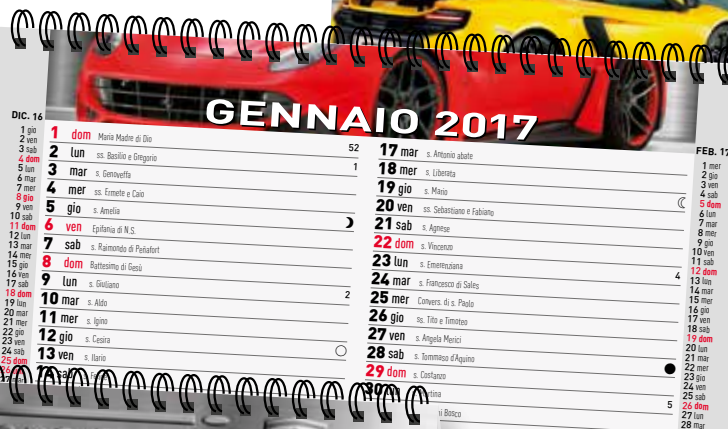 GENNAIO 2017
DIC. 16
1 gio
2 ven
3 sab
4 dom
5 lun
6 mar
7 mer
8 gio
9 ven
10 sab
11 dom
12 lun
13 mar
14 mer
15 gio
16 ven
17 sab
18 dom
19 lun
20 mar
21 mer
22 gio
23 ven
24 sab
25 dom
1 dom Maria Madre di Dio 52
2 lun ss. Basilio e Gregorio 1
3 mar s. Genoveffa
4 mer ss. Ermete e Caio
5 gio s. Amelia
6 ven Epifania di N.S.
7 sab s. Raimondo di Peñafort
8 dom Battesimo di Gesù
9 lun s. Giuliano 2
10 mar s. Aldo
11 mer s. Igino
12 gio s. Cesira
13 ven s. Ilario
14 sab
17 mar s. Antonio abate
18 mer s. Liberata
19 gio s. Mario
20 ven ss. Sebastiano e Fabiano
21 sab s. Agnese
22 dom s. Vincenzo
23 lun s. Emerenziana 4
24 mar s. Francesco di Sales
25 mer Convers. di s. Paolo
26 gio ss. Tito e Timoteo
27 ven s. Angela Merici
28 sab s. Tommaso d'Aquino
29 dom s. Costanzo
30 lun 5
Bosco
FEB. 17
1 mer
2 gio
3 ven
4 sab
5 dom
6 lun
7 mar
8 mer
9 gio
10 ven
11 sab
12 dom
13 lun
14 mar
15 mer
16 gio
17 ven
18 sab
19 dom
20 lun
21 mar
22 mer
23 gio
24 ven
25 sab
26 dom
27 lun
28 mar